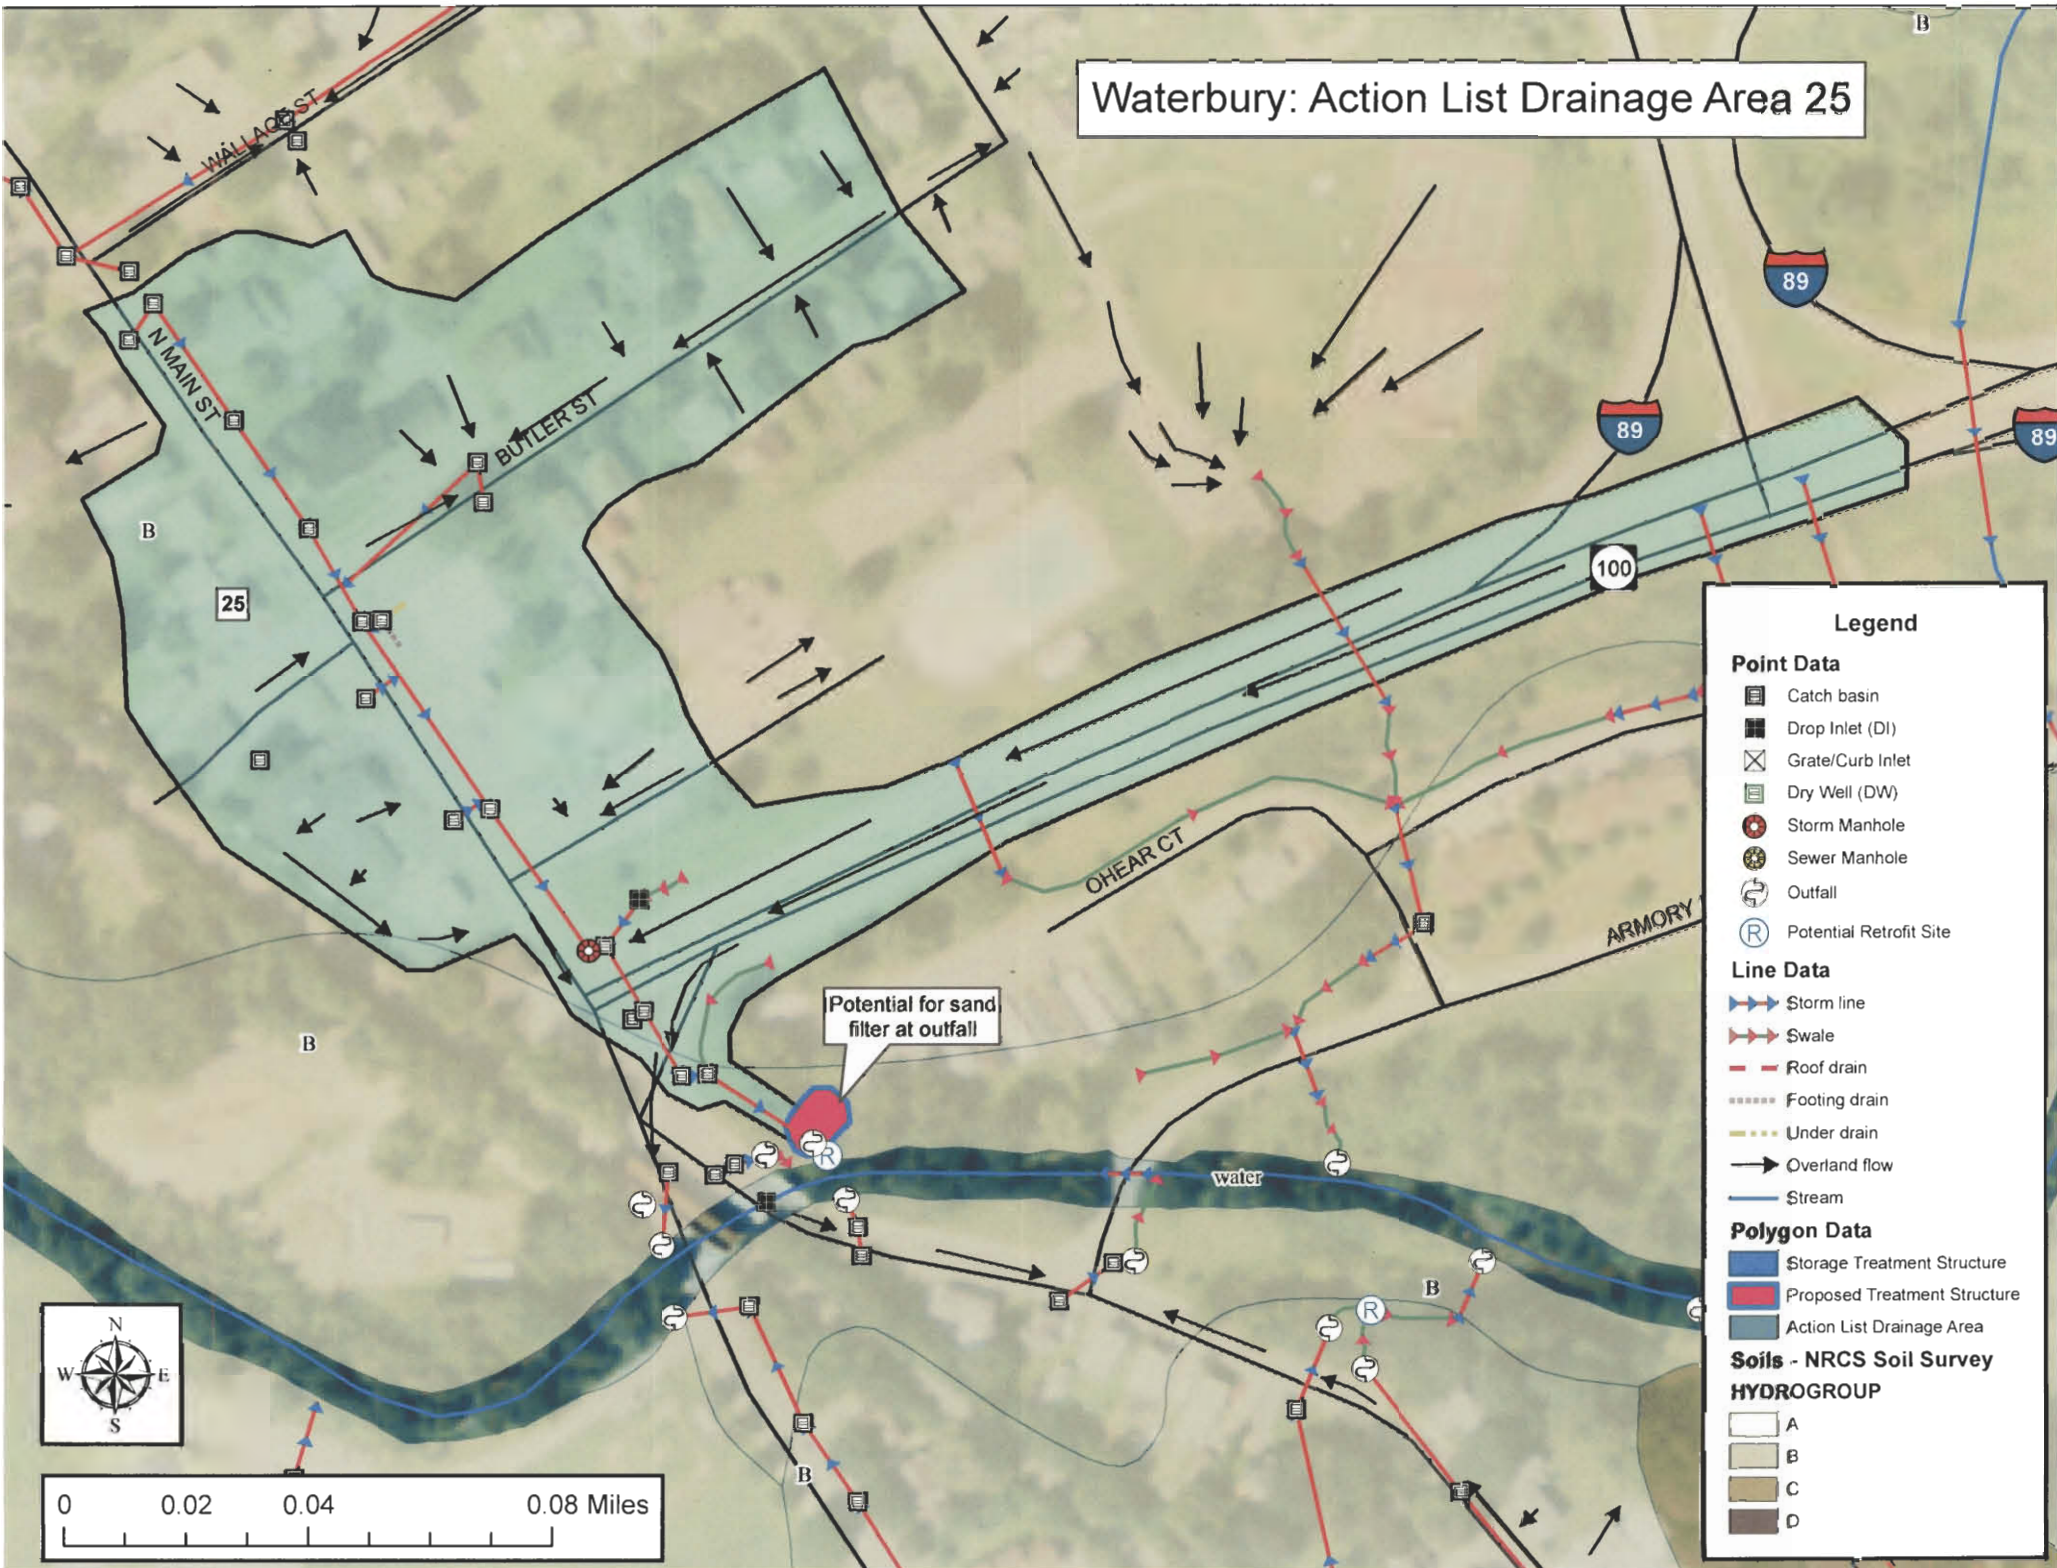 B
Waterbury: Action List Drainage Area 25
WALLACE ST
89
N MAIN ST
BUTLER ST
89
89
B
100
25
Legend
Point Data
Catch basin
Drop Inlet (DI)
Grate/Curb Inlet
Dry Well (DW)
Storm Manhole
Sewer Manhole
Outfall
R Potential Retrofit Site
Line Data
Storm line
Swale
Roof drain
Footing drain
Under drain
Overland flow
Stream
Polygon Data
Storage Treatment Structure
Proposed Treatment Structure
Action List Drainage Area
Soils - NRCS Soil Survey
HYDROGROUP
A
B
C
D
OHEAR CT
ARMORY
Potential for sand
filter at outfall
B
R
water
B
R
N
W E
S
B
0 0.02 0.04 0.08 Miles